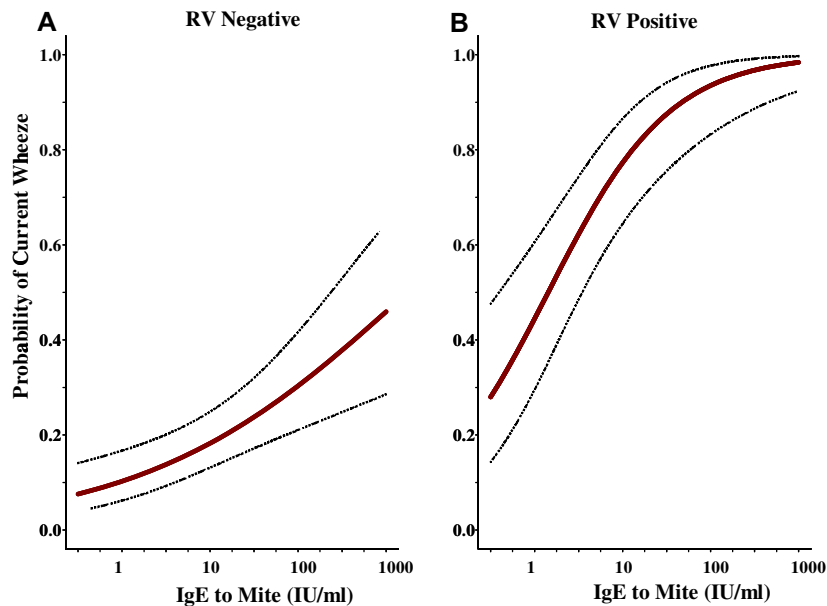 A
RV Negative
B
RV Positive
Probability of Current Wheeze
1.0
0.8
0.6
0.4
0.2
0.0
1 10 100 1000
IgE to Mite (IU/ml)
1.0
0.8
0.6
0.4
0.2
0.0
1 10 100 1000
IgE to Mite (IU/ml)